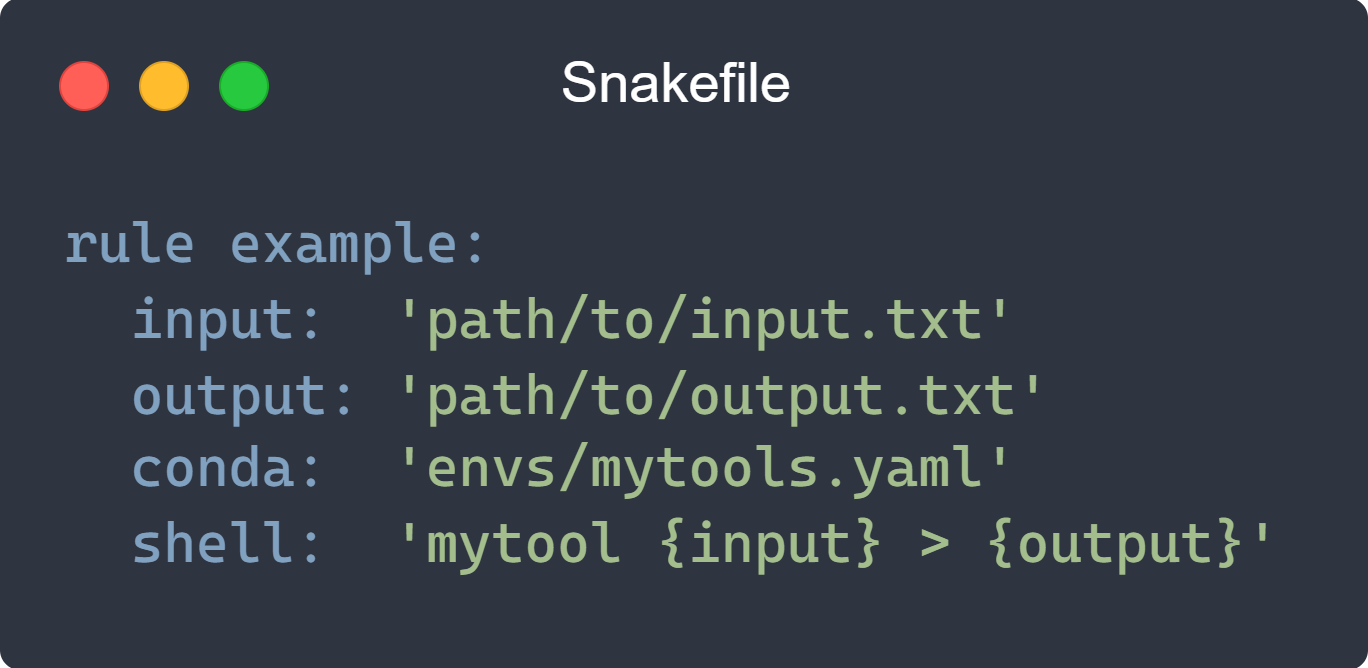 Snakefile
rule example:
  input:  'path/to/input.txt'
  output: 'path/to/output.txt'
  conda:  'envs/mytools.yaml'
  shell:  'mytool {input} > {output}'